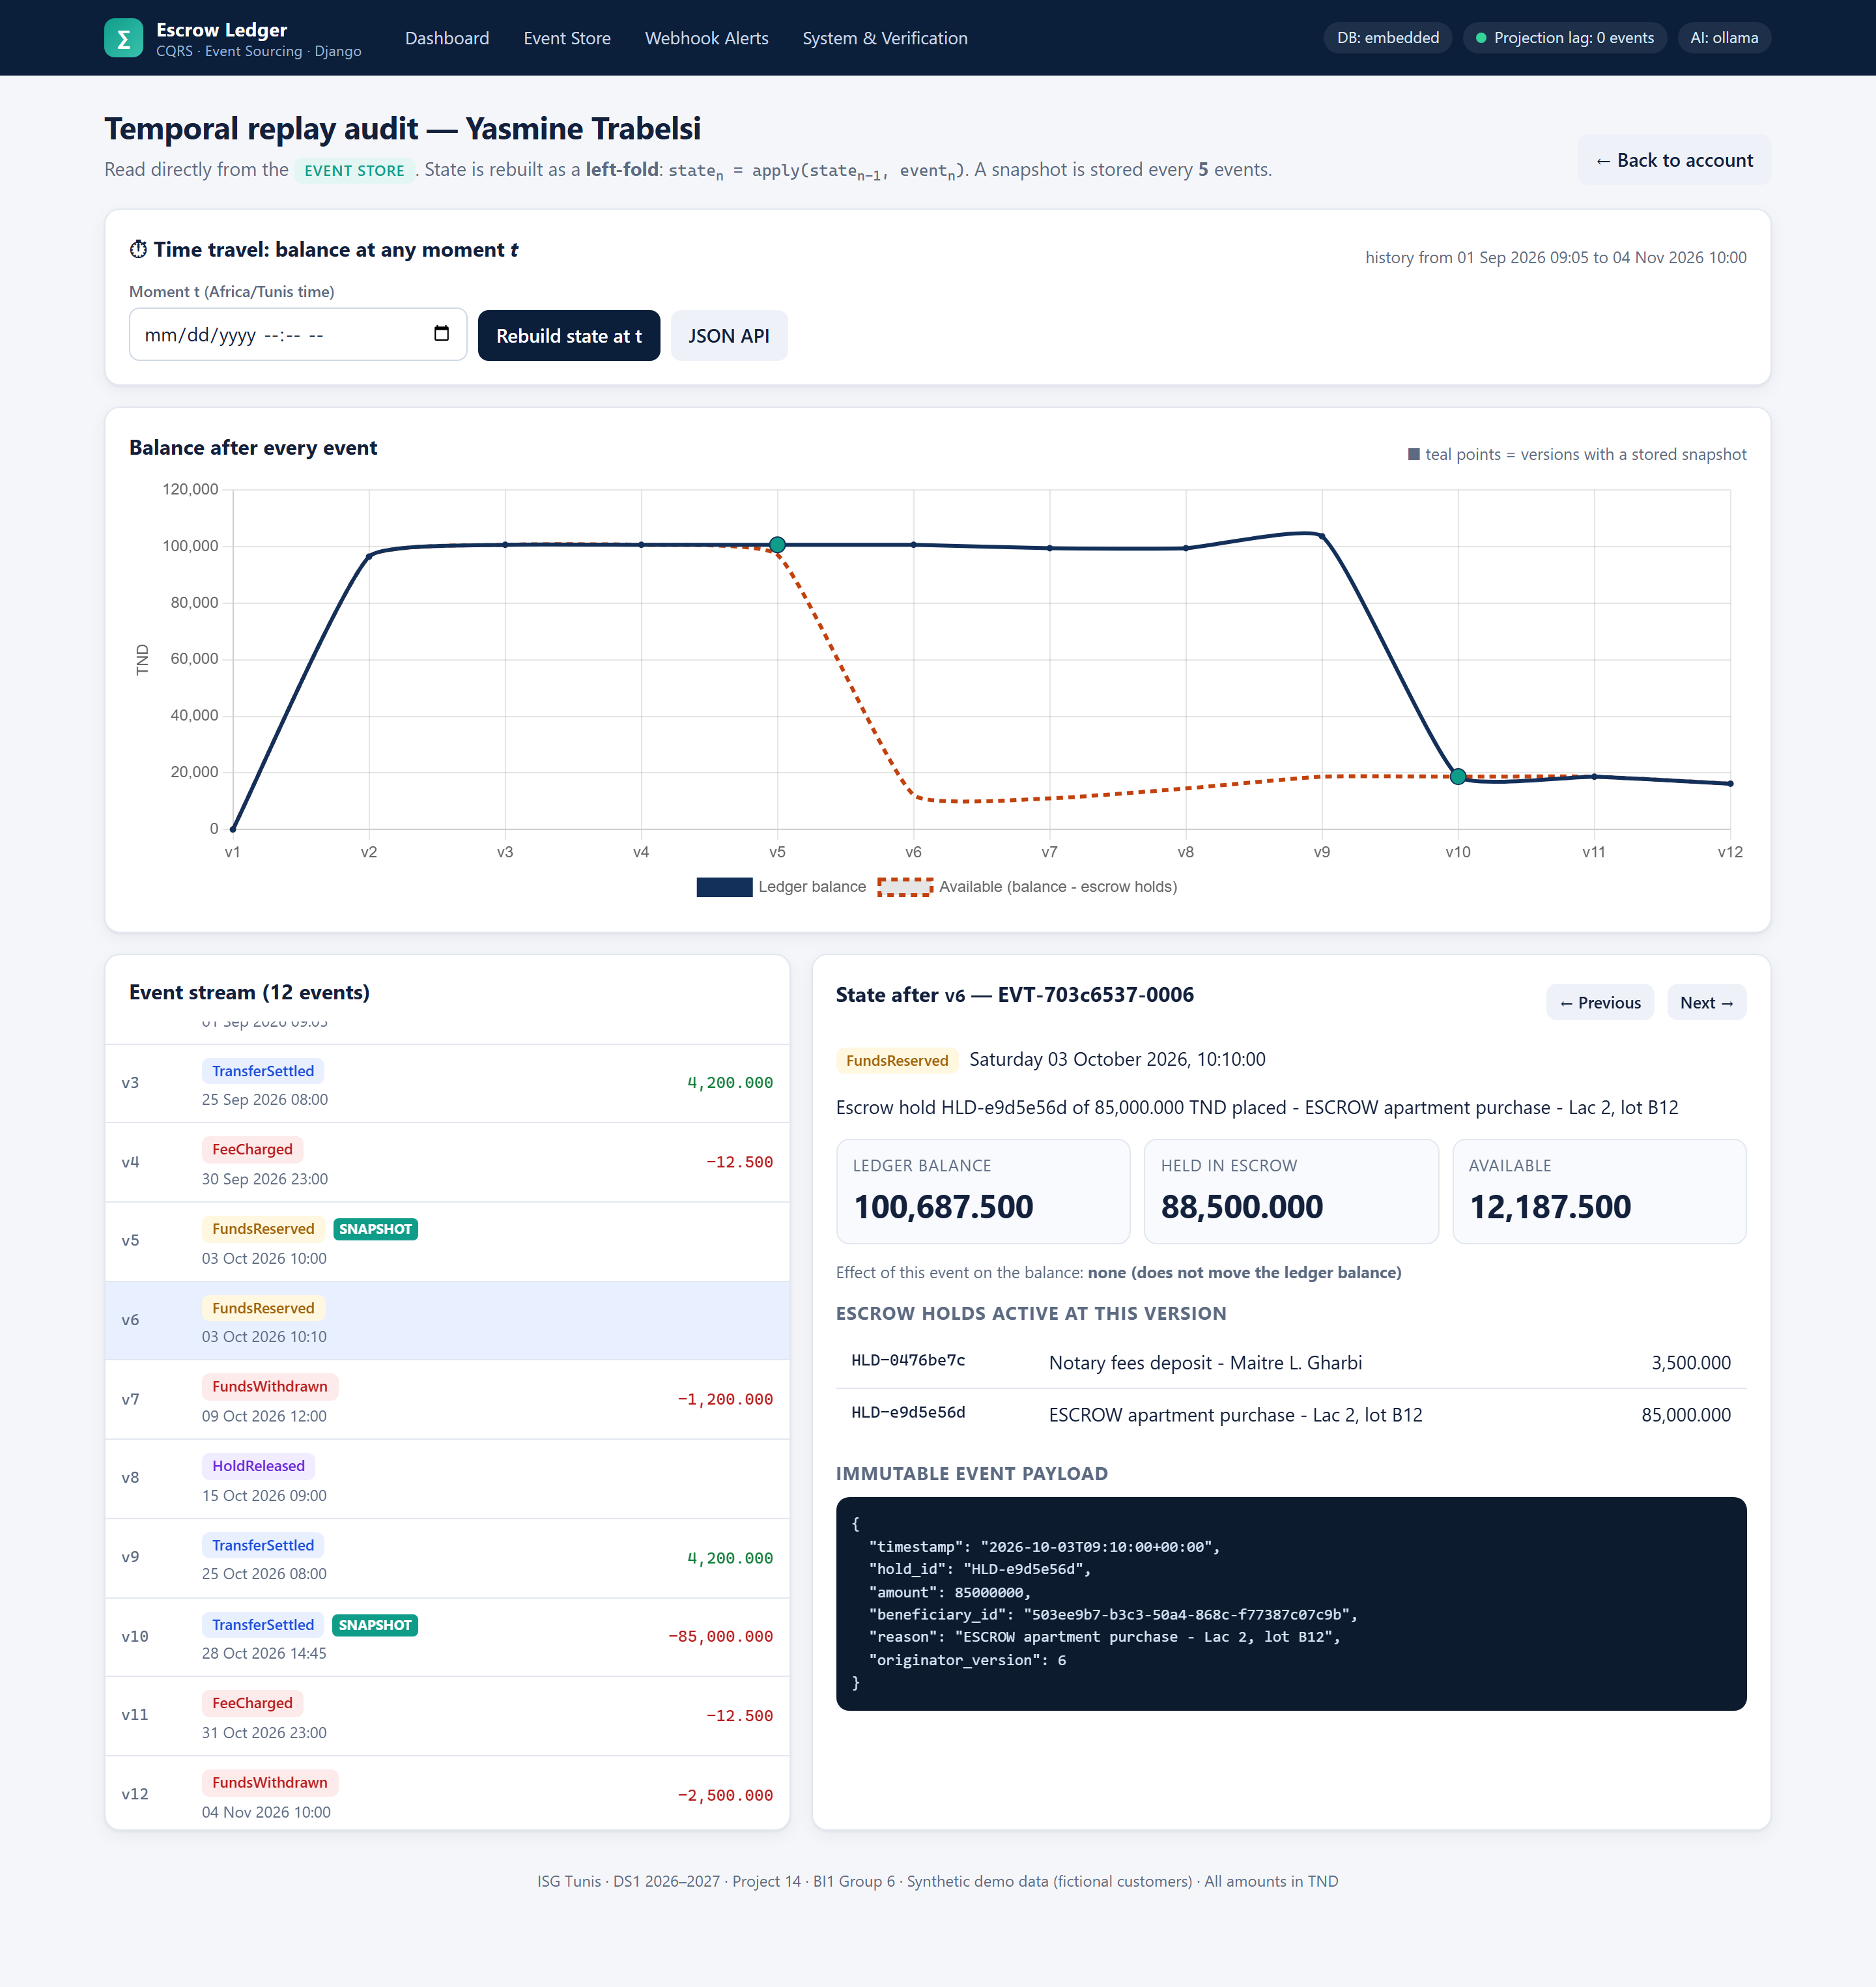 Σ
Escrow Ledger
CQRS · Event Sourcing · Django
Dashboard
Event Store
Webhook Alerts
System & Verification
DB: embedded
Projection lag: 0 events
AI: ollama
Temporal replay audit — Yasmine Trabelsi
Read directly from the EVENT STORE. State is rebuilt as a left-fold: stateₙ = apply(stateₙ₋₁, eventₙ). A snapshot is stored every 5 events.
← Back to account
⏱ Time travel: balance at any moment t
history from 01 Sep 2026 09:05 to 04 Nov 2026 10:00
Moment t (Africa/Tunis time)
mm/dd/yyyy --:-- --
Rebuild state at t
JSON API
Balance after every event
■ teal points = versions with a stored snapshot
120,000
100,000
80,000
60,000
40,000
20,000
0
TND
v1 v2 v3 v4 v5 v6 v7 v8 v9 v10 v11 v12
Ledger balance
Available (balance - escrow holds)
Event stream (12 events)
01 Sep 2026 09:05
v3 TransferSettled 4,200.000
25 Sep 2026 08:00
v4 FeeCharged −12.500
30 Sep 2026 23:00
v5 FundsReserved SNAPSHOT
03 Oct 2026 10:00
v6 FundsReserved
03 Oct 2026 10:10
v7 FundsWithdrawn −1,200.000
09 Oct 2026 12:00
v8 HoldReleased
15 Oct 2026 09:00
v9 TransferSettled 4,200.000
25 Oct 2026 08:00
v10 TransferSettled SNAPSHOT −85,000.000
28 Oct 2026 14:45
v11 FeeCharged −12.500
31 Oct 2026 23:00
v12 FundsWithdrawn −2,500.000
04 Nov 2026 10:00
State after v6 — EVT-703c6537-0006
← Previous
Next →
FundsReserved Saturday 03 October 2026, 10:10:00
Escrow hold HLD-e9d5e56d of 85,000.000 TND placed - ESCROW apartment purchase - Lac 2, lot B12
LEDGER BALANCE
100,687.500
HELD IN ESCROW
88,500.000
AVAILABLE
12,187.500
Effect of this event on the balance: none (does not move the ledger balance)
ESCROW HOLDS ACTIVE AT THIS VERSION
HLD-0476be7c Notary fees deposit - Maitre L. Gharbi 3,500.000
HLD-e9d5e56d ESCROW apartment purchase - Lac 2, lot B12 85,000.000
IMMUTABLE EVENT PAYLOAD
{
"timestamp": "2026-10-03T09:10:00+00:00",
"hold_id": "HLD-e9d5e56d",
"amount": 85000000,
"beneficiary_id": "503ee9b7-b3c3-50a4-868c-f77387c07c9b",
"reason": "ESCROW apartment purchase - Lac 2, lot B12",
"originator_version": 6
}
ISG Tunis · DS1 2026–2027 · Project 14 · BI1 Group 6 · Synthetic demo data (fictional customers) · All amounts in TND